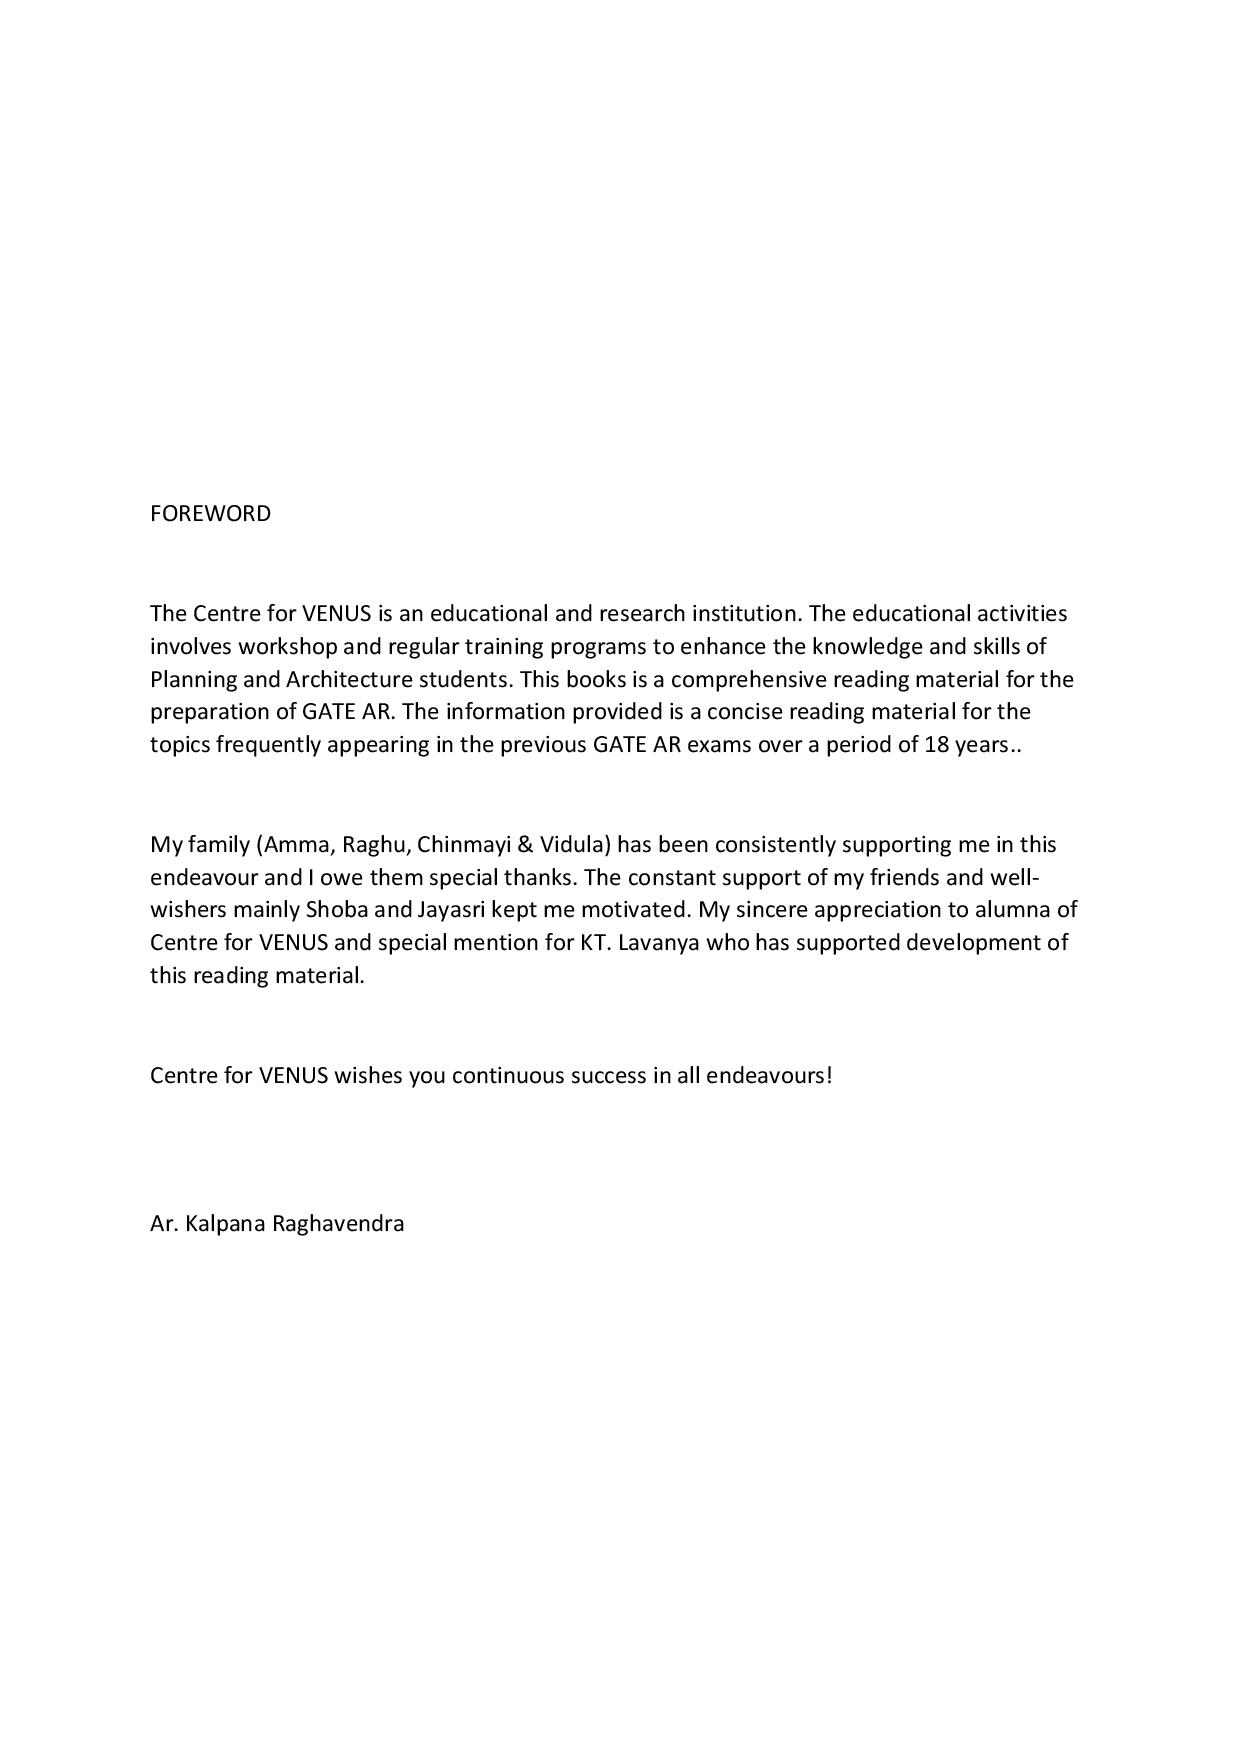 FOREWORD
The Centre for VENUS is an educational and research institution. The educational activities
involves workshop and regular training programs to enhance the knowledge and skills of
Planning and Architecture students. This books is a comprehensive reading material for the
preparation of GATE AR. The information provided is a concise reading material for the
topics frequently appearing in the previous GATE AR exams over a period of 18 years..
My family (Amma, Raghu, Chinmayi & Vidula) has been consistently supporting me in this
endeavour and I owe them special thanks. The constant support of my friends and well-
wishers mainly Shoba and Jayasri kept me motivated. My sincere appreciation to alumna of
Centre for VENUS and special mention for KT. Lavanya who has supported development of
this reading material.
Centre for VENUS wishes you continuous success in all endeavours!
Ar. Kalpana Raghavendra